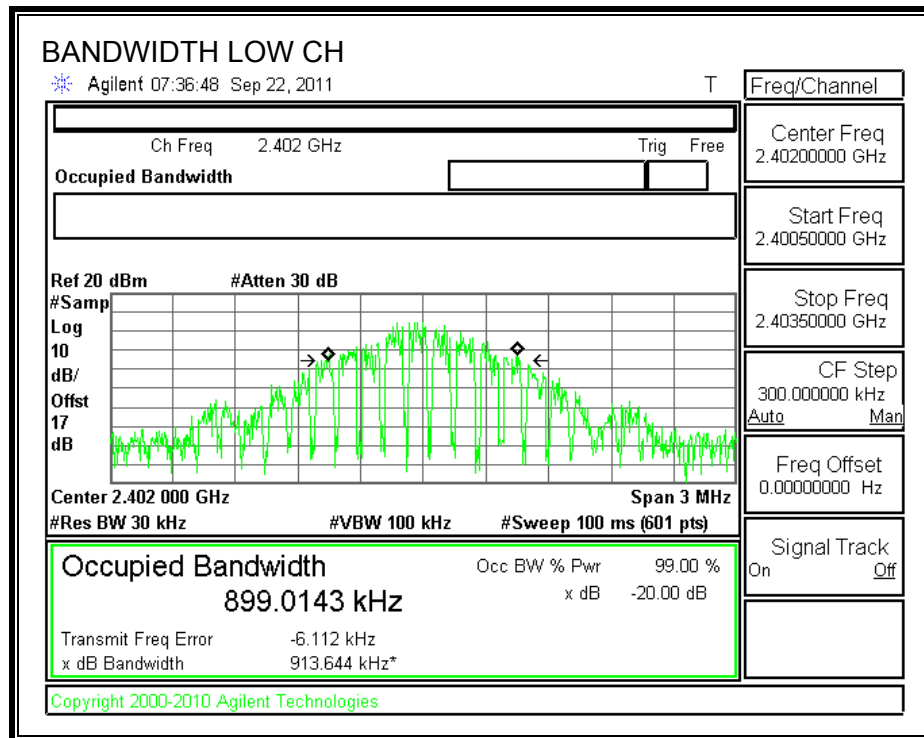 BANDWIDTH LOW CH
Agilent 07:36:48 Sep 22, 2011 T
Freq/Channel
Ch Freq 2.402 GHz Trig Free
Occupied Bandwidth
Center Freq
2.40200000 GHz
Start Freq
2.40050000 GHz
Stop Freq
2.40350000 GHz
CF Step
300.000000 kHz
Auto Man
Freq Offset
0.00000000 Hz
Signal Track
On Off
Ref 20 dBm #Atten 30 dB
#Samp
Log
10
dB/
Offst
17
dB
Center 2.402 000 GHz Span 3 MHz
#Res BW 30 kHz #VBW 100 kHz #Sweep 100 ms (601 pts)
Occupied Bandwidth
899.0143 kHz
Occ BW % Pwr 99.00 %
x dB -20.00 dB
Transmit Freq Error -6.112 kHz
x dB Bandwidth 913.644 kHz*
Copyright 2000-2010 Agilent Technologies